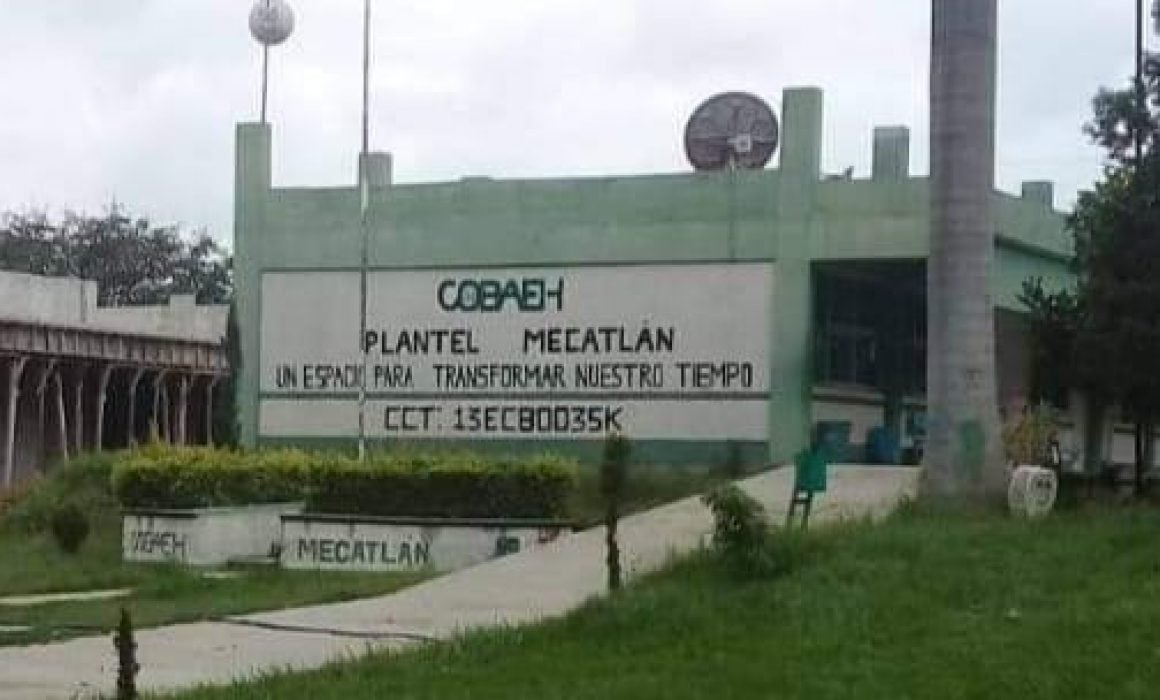 COBAEH
PLANTEL MECATLÁN
UN ESPACIO PARA TRANSFORMAR NUESTRO TIEMPO
CCT: 13ECB0035K
MECATLÁN